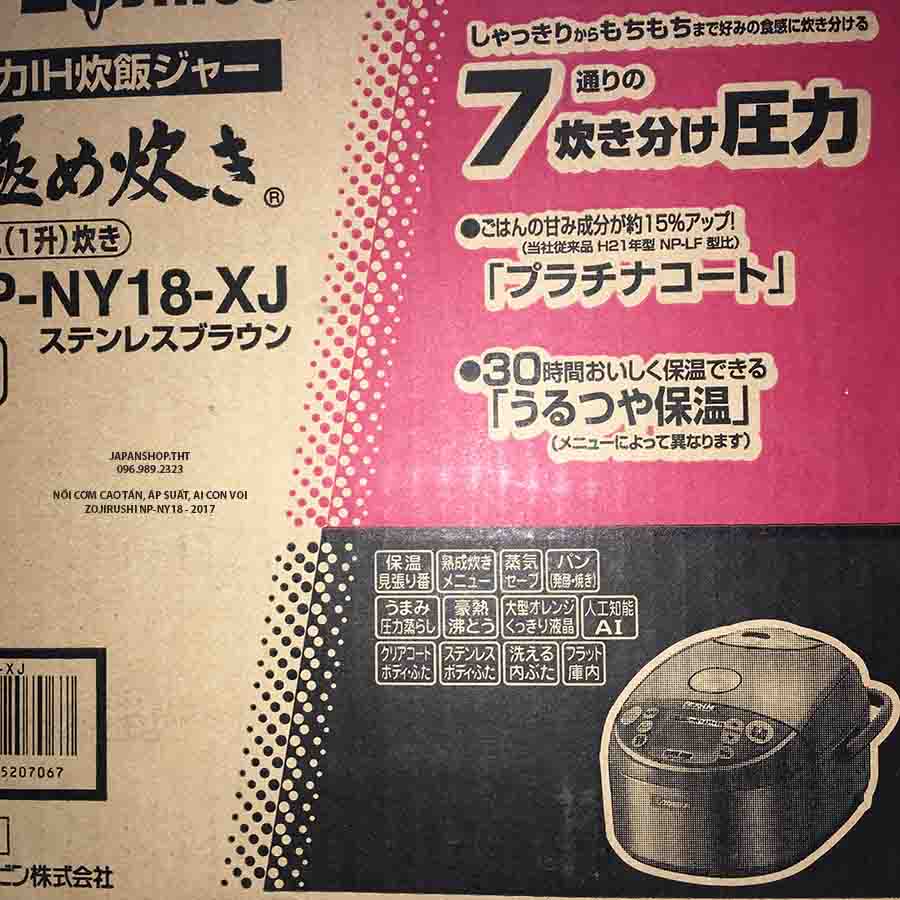 力IH炊飯ジャー
極め炊き®
(1升)炊き
P-NY18-XJ
ステンレスブラウン
JAPANSHOP.THT
096.989.2323
NỒI CƠM CAO TẦN, ÁP SUẤT, AI CON VOI
ZOJIRUSHI NP-NY18 - 2017
-XJ
5207067
ビン株式会社
しゃっきりからもちもちまで好みの食感に炊き分ける
7通りの
炊き分け圧力
●ごはんの甘み成分が約15%アップ!
(当社従来品 H21年型 NP-LF 型比)
「プラチナコート」
●30時間おいしく保温できる
「うるつや保温」
(メニューによって異なります)
保温 熟成炊き 蒸気 パン
見張り番 メニュー セーブ (発酵・焼き)
うまみ 豪熱 大型オレンジ 人工知能
圧力蒸らし 沸とう くっきり液晶 AI
クリアコート ステンレス 洗える フラット
ボディ・ふた ボディ・ふた 内ぶた 庫内